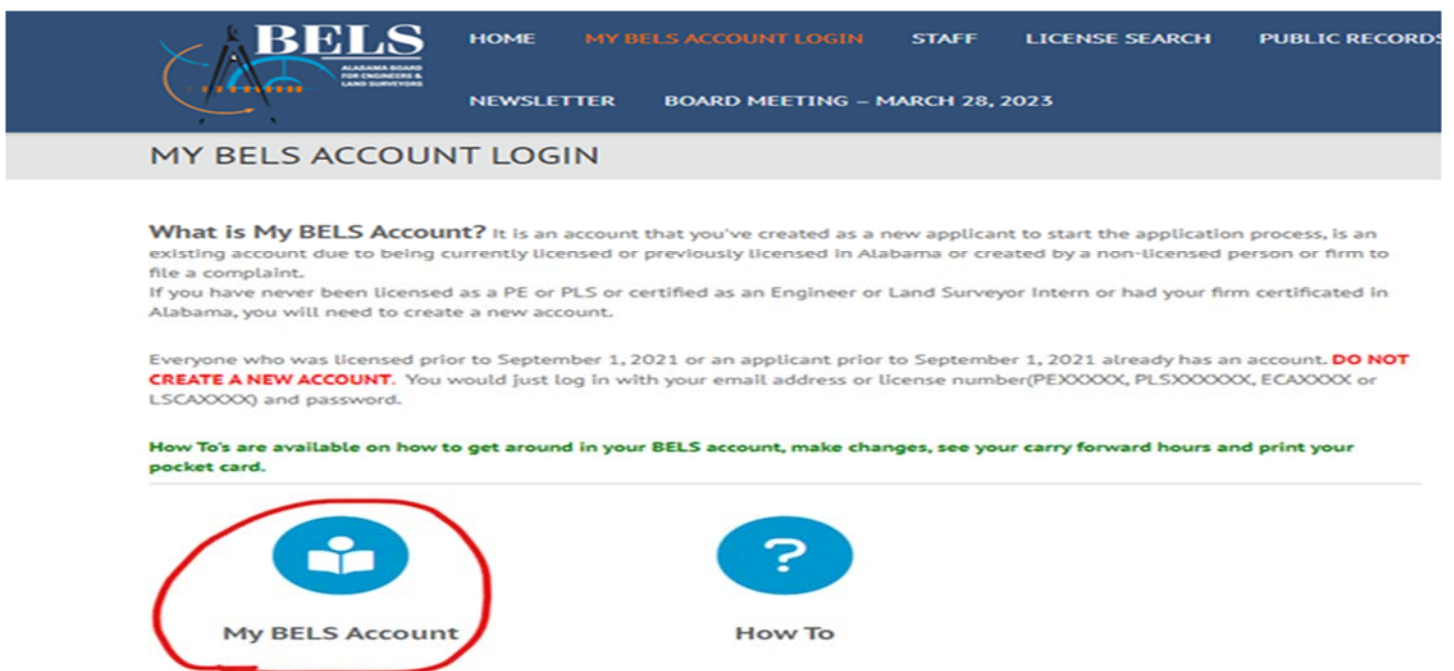 BELS
ALABAMA BOARD
FOR ENGINEERS &
LAND SURVEYORS
HOME MY BELS ACCOUNT LOGIN STAFF LICENSE SEARCH PUBLIC RECORDS
NEWSLETTER BOARD MEETING – MARCH 28, 2023
MY BELS ACCOUNT LOGIN
What is My BELS Account? It is an account that you've created as a new applicant to start the application process, is an
existing account due to being currently licensed or previously licensed in Alabama or created by a non-licensed person or firm to
file a complaint.
If you have never been licensed as a PE or PLS or certified as an Engineer or Land Surveyor Intern or had your firm certificated in
Alabama, you will need to create a new account.
Everyone who was licensed prior to September 1, 2021 or an applicant prior to September 1, 2021 already has an account. DO NOT
CREATE A NEW ACCOUNT. You would just log in with your email address or license number(PEXXXXX, PLSXXXXXX, ECAXXXX or
LSCAXXXX) and password.
How To's are available on how to get around in your BELS account, make changes, see your carry forward hours and print your
pocket card.
?
My BELS Account How To